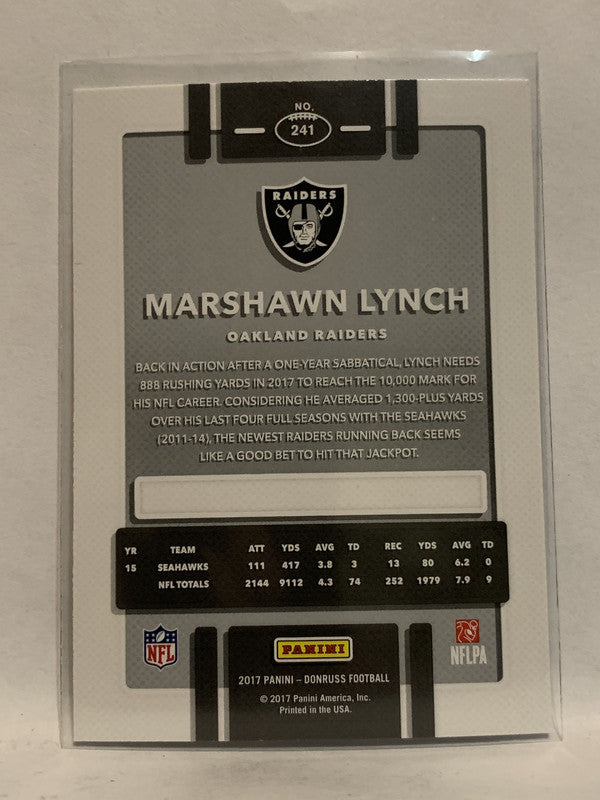 NO.
241
RAIDERS
MARSHAWN LYNCH
OAKLAND RAIDERS
BACK IN ACTION AFTER A ONE-YEAR SABBATICAL, LYNCH NEEDS
888 RUSHING YARDS IN 2017 TO REACH THE 10,000 MARK FOR
HIS NFL CAREER. CONSIDERING HE AVERAGED 1,300-PLUS YARDS
OVER HIS LAST FOUR FULL SEASONS WITH THE SEAHAWKS
(2011-14), THE NEWEST RAIDERS RUNNING BACK SEEMS
LIKE A GOOD BET TO HIT THAT JACKPOT.
YR TEAM ATT YDS AVG TD REC YDS AVG TD
15 SEAHAWKS 111 417 3.8 3 13 80 6.2 0
NFL TOTALS 2144 9112 4.3 74 252 1979 7.9 9
NFL
PANINI
NFLPA
2017 PANINI – DONRUSS FOOTBALL
© 2017 Panini America, Inc.
Printed in the USA.